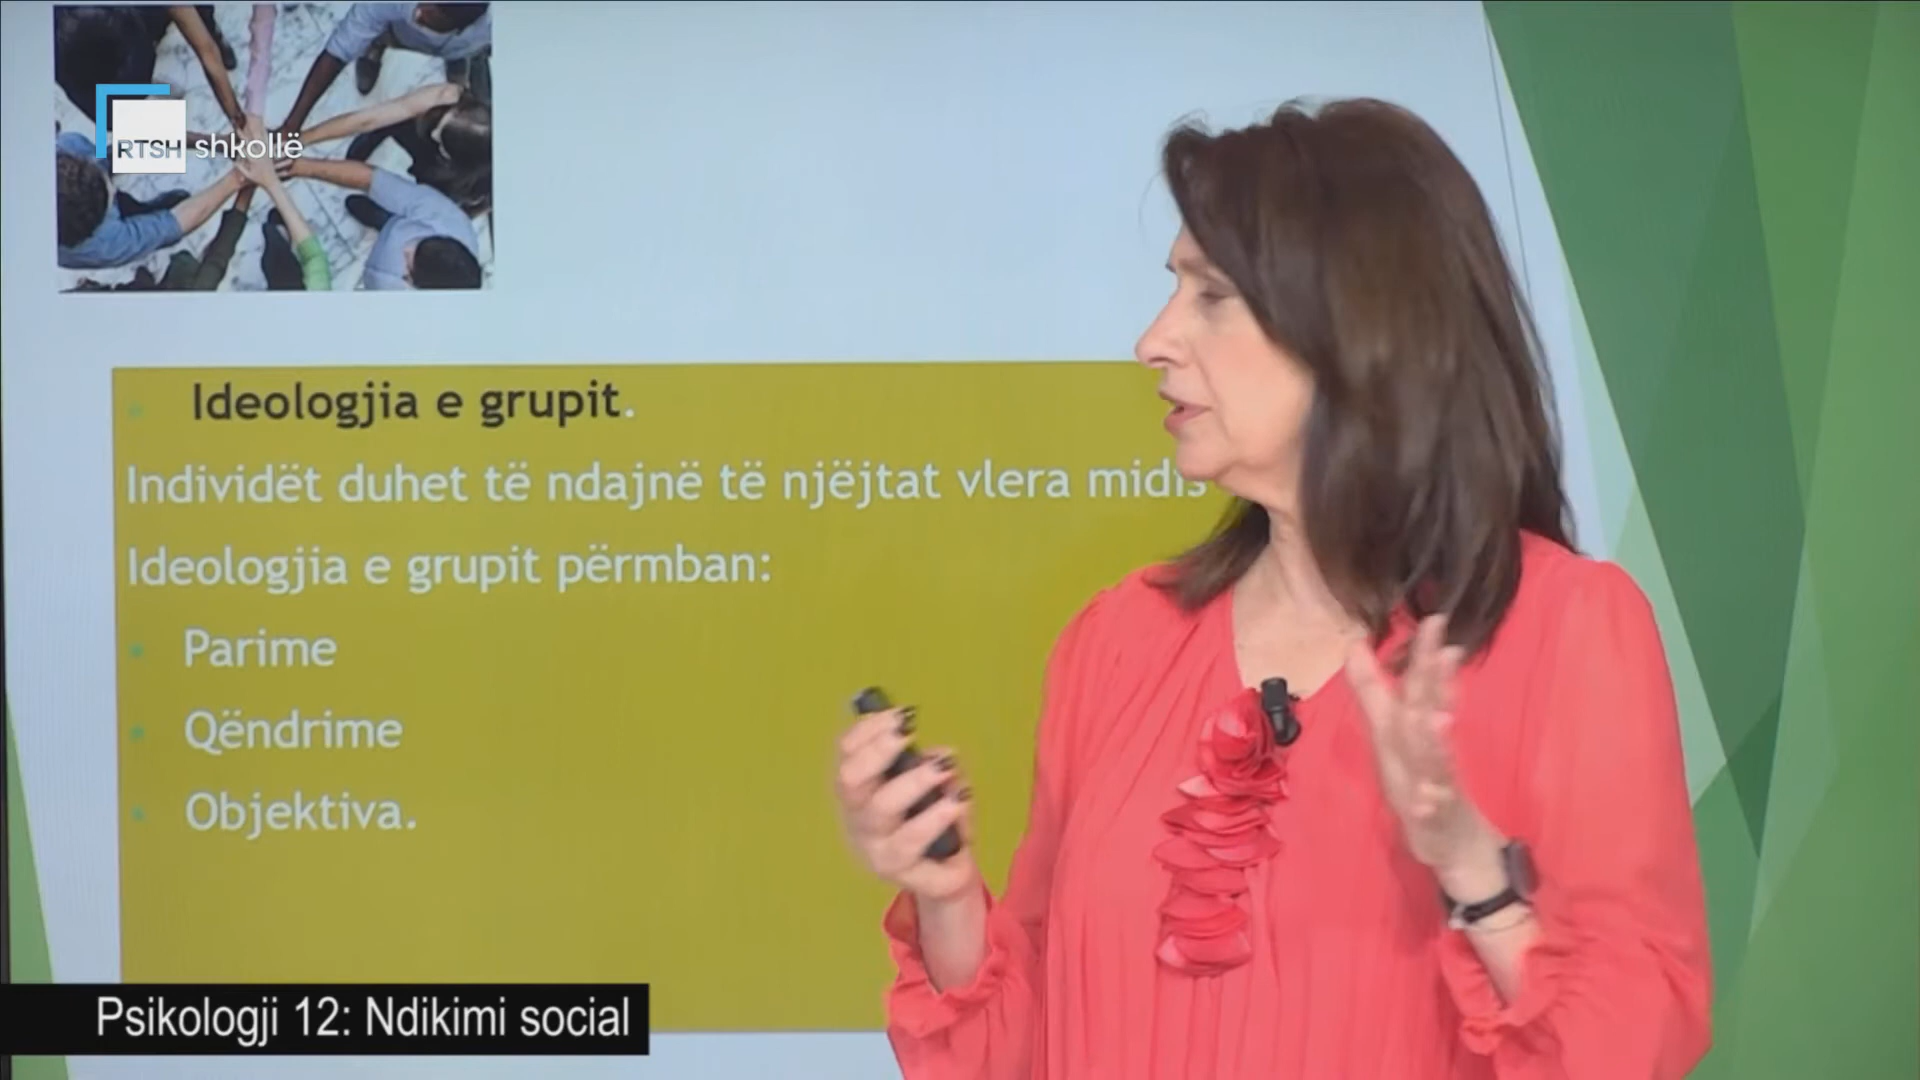 RTSH shkollë
Ideologjia e grupit.
Individët duhet të ndajnë të njëjtat vlera midis
Ideologjia e grupit përmban:
Parime
Qëndrime
Objektiva.
Psikologji 12: Ndikimi social